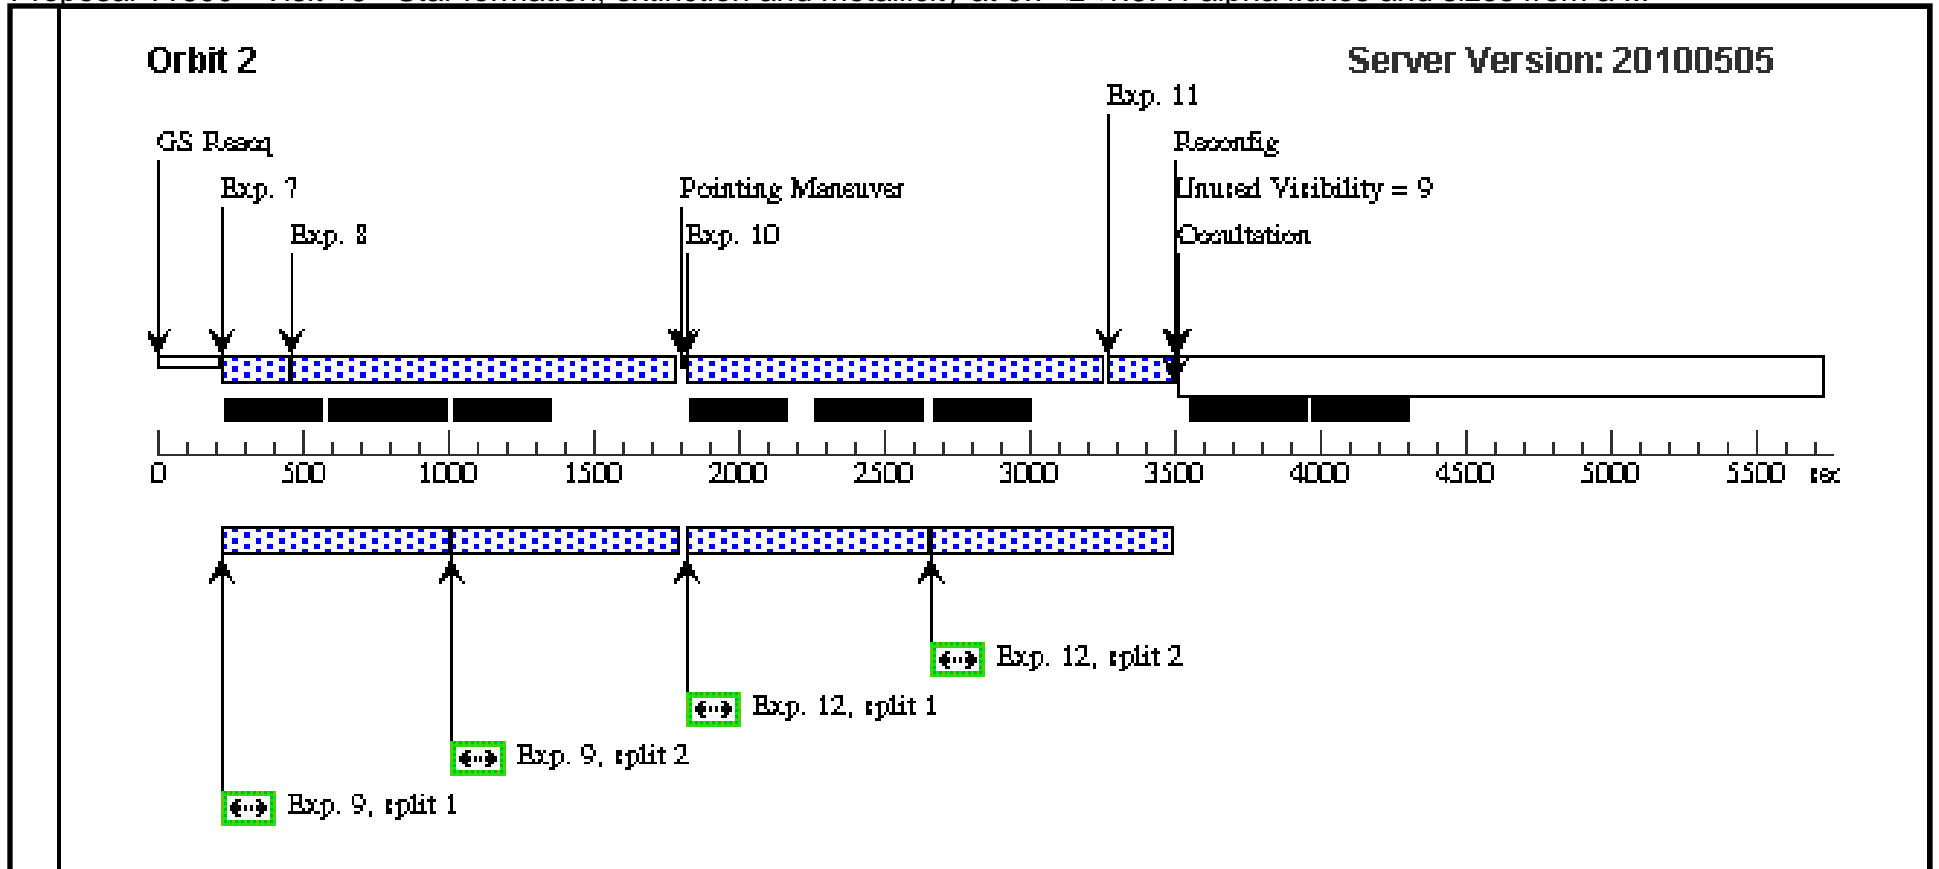 Orbit 2
Server Version: 20100505
Exp. 11
GS Reacq
Reconfig
Exp. 7
Pointing Maneuver
Unused Visibility = 9
Exp. 8
Exp. 10
Occultation
0 500 1000 1500 2000 2500 3000 3500 4000 4500 5000 5500 sec
Exp. 12, split 2
Exp. 12, split 1
Exp. 9, split 2
Exp. 9, split 1